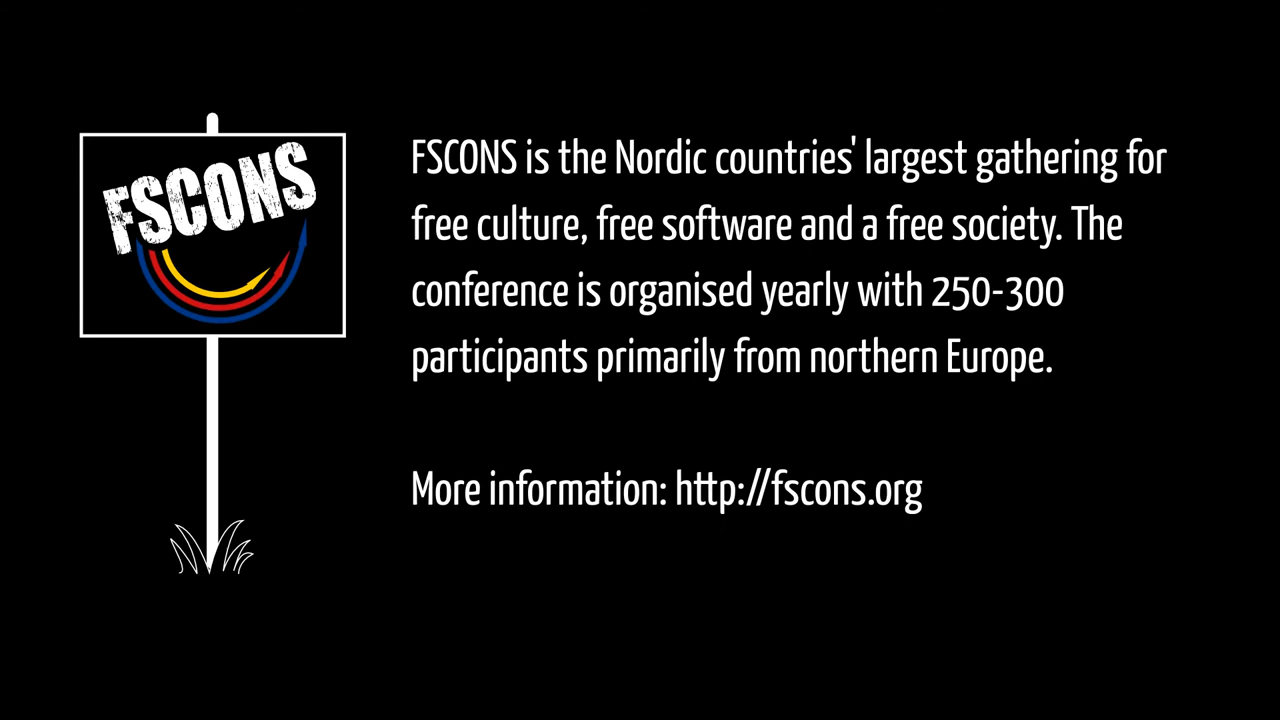 FSCONS
FSCONS is the Nordic countries' largest gathering for
free culture, free software and a free society. The
conference is organised yearly with 250-300
participants primarily from northern Europe.
More information: http://fscons.org